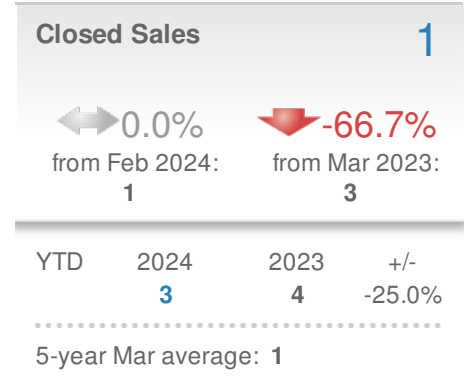 Closed Sales 1
0.0% -66.7%
from Feb 2024: from Mar 2023:
1 3
YTD 2024 2023 +/-
3 4 -25.0%
5-year Mar average: 1